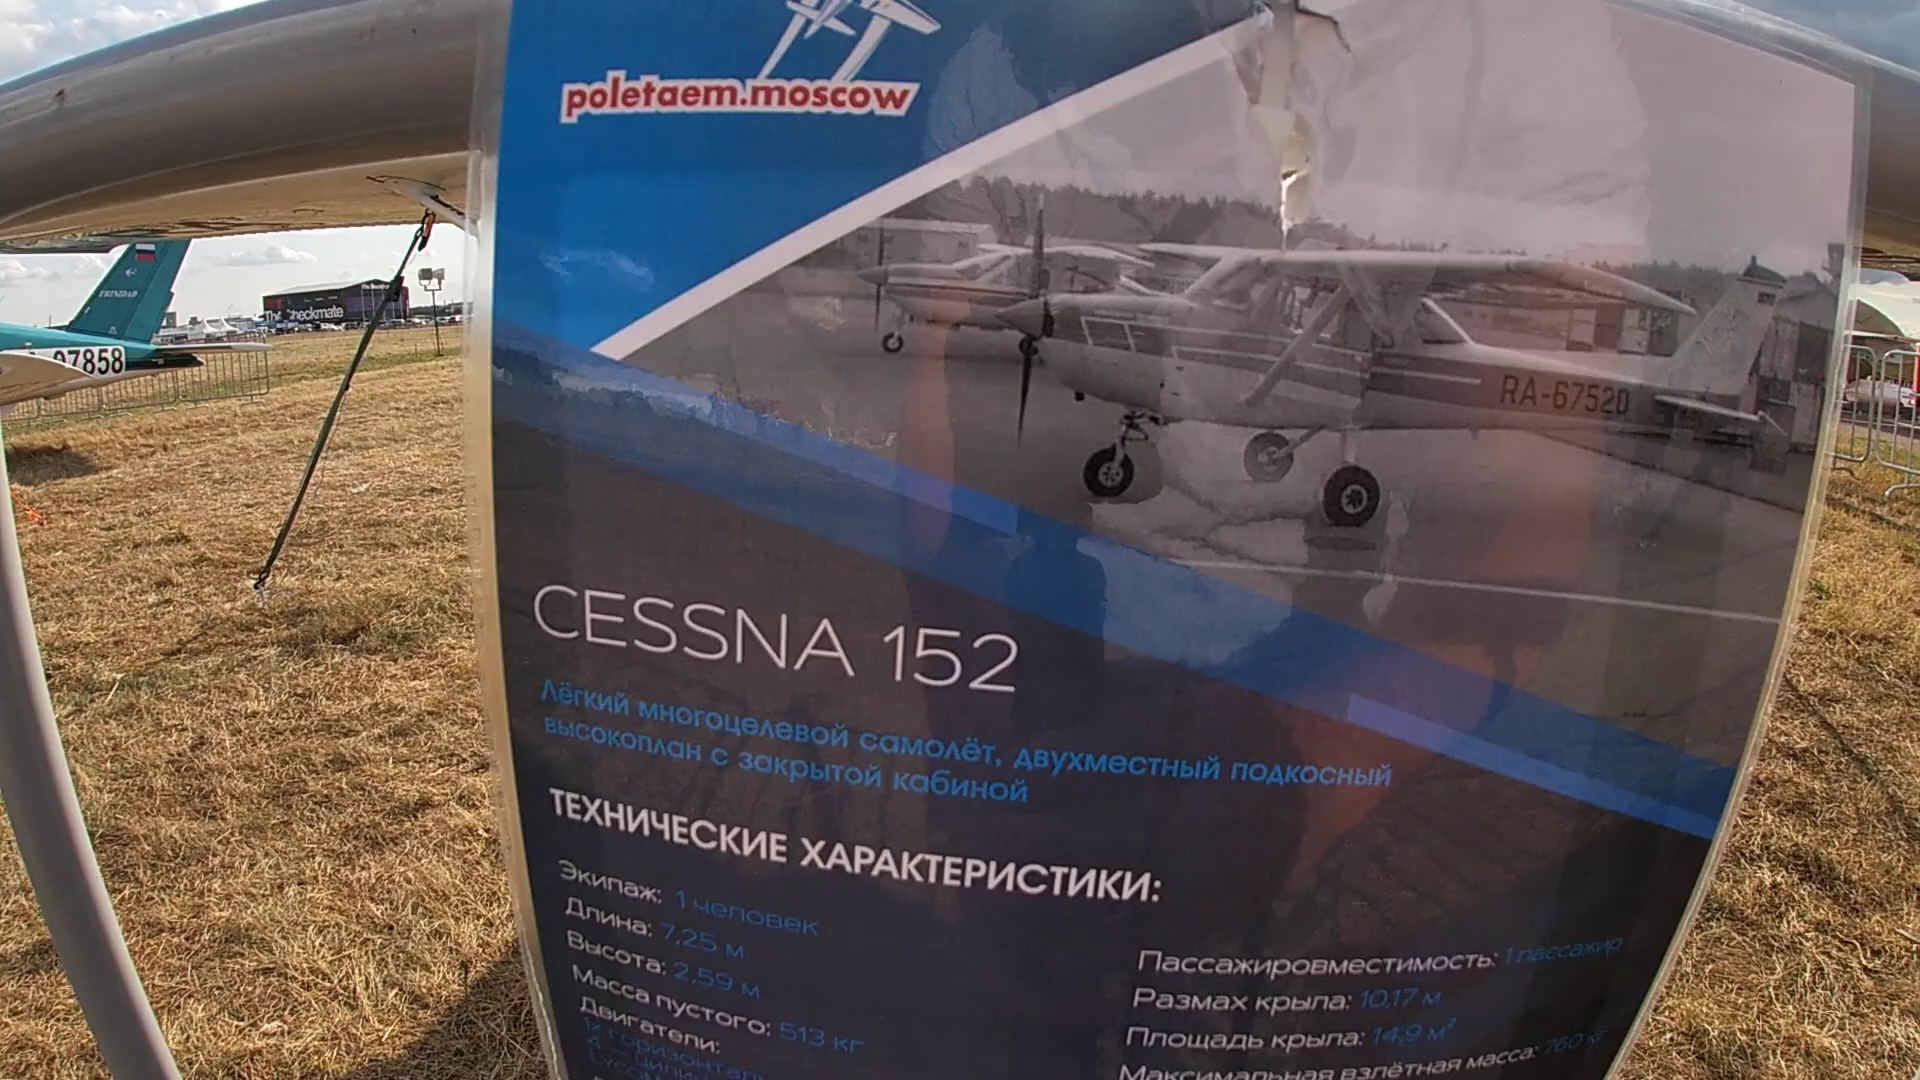 poletaem.moscow
TRINIDAD
07858
The Checkmate
RA-67520
CESSNA 152
Лёгкий многоцелевой самолёт, двухместный подкосный
высокоплан с закрытой кабиной
ТЕХНИЧЕСКИЕ ХАРАКТЕРИСТИКИ:
Экипаж: 1 человек
Длина: 7,25 м
Высота: 2,59 м
Масса пустого: 513 кг
Двигатели:
Пассажировместимость: 1 пассажир
Размах крыла: 10,17 м
Площадь крыла: 14,9 м²
Максимальная взлётная масса: 760 кг